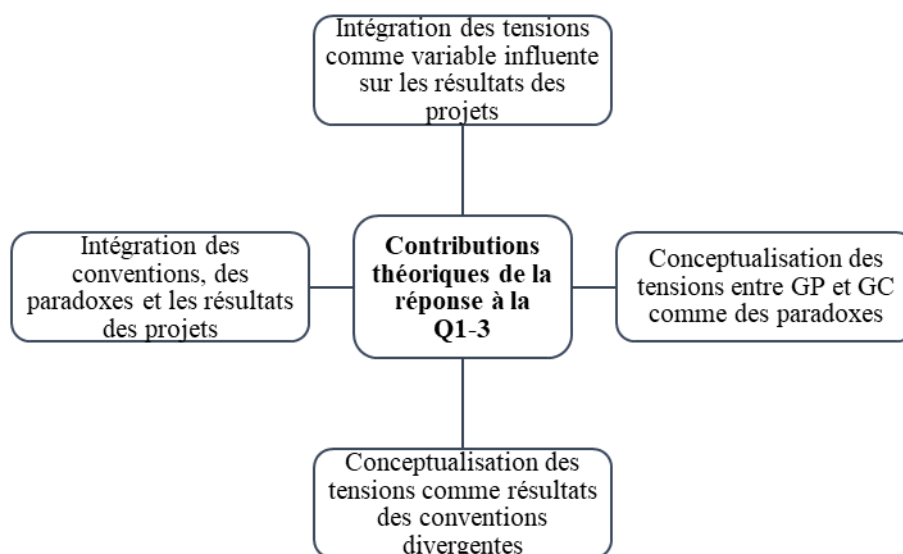 Intégration des tensions
comme variable influente
sur les résultats des
projets
Intégration des
conventions, des
paradoxes et les résultats
des projets
Contributions
théoriques de la
réponse à la
Q1-3
Conceptualisation des
tensions entre GP et GC
comme des paradoxes
Conceptualisation des
tensions comme résultats
des conventions
divergentes